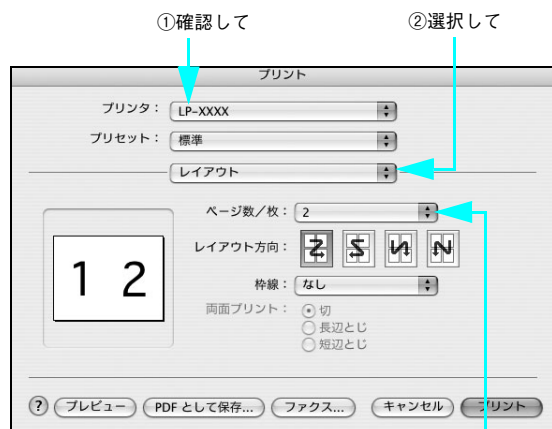 ①確認して ②選択して
プリント
プリンタ： LP-XXXX
プリセット： 標準
レイアウト
ページ数／枚： 2
レイアウト方向：
1 2
枠線： なし
両面プリント： 切
長辺とじ
短辺とじ
? プレビュー PDF として保存... ファクス... キャンセル プリント